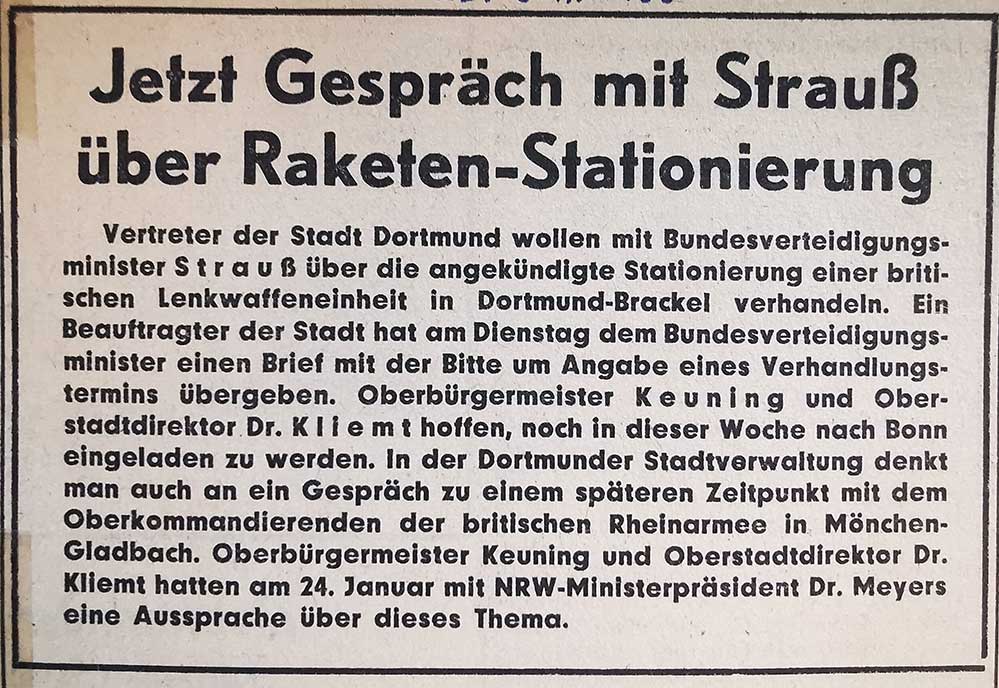 Jetzt Gespräch mit Strauß
über Raketen-Stationierung
Vertreter der Stadt Dortmund wollen mit Bundesverteidigungs-
minister Strauß über die angekündigte Stationierung einer briti-
schen Lenkwaffeneinheit in Dortmund-Brackel verhandeln. Ein
Beauftragter der Stadt hat am Dienstag dem Bundesverteidigungs-
minister einen Brief mit der Bitte um Angabe eines Verhandlungs-
termins übergeben. Oberbürgermeister Keuning und Ober-
stadtdirektor Dr. Kliemt hoffen, noch in dieser Woche nach Bonn
eingeladen zu werden. In der Dortmunder Stadtverwaltung denkt
man auch an ein Gespräch zu einem späteren Zeitpunkt mit dem
Oberkommandierenden der britischen Rheinarmee in Mönchen-
Gladbach. Oberbürgermeister Keuning und Oberstadtdirektor Dr.
Kliemt hatten am 24. Januar mit NRW-Ministerpräsident Dr. Meyers
eine Aussprache über dieses Thema.